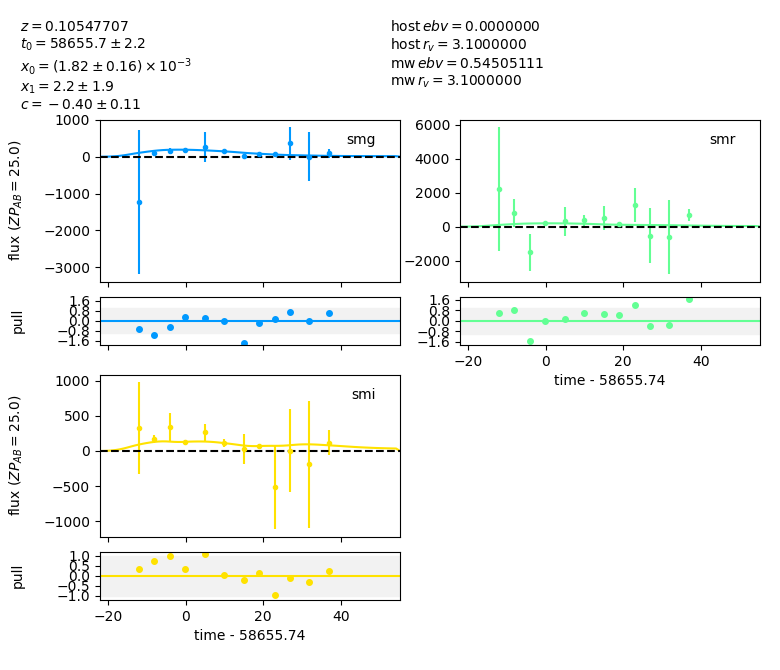 z = 0.10547707
t₀ = 58655.7 ± 2.2
x₀ = (1.82 ± 0.16) × 10⁻³
x₁ = 2.2 ± 1.9
c = −0.40 ± 0.11
host ebv = 0.0000000
host r_v = 3.1000000
mw ebv = 0.54505111
mw r_v = 3.1000000
flux (ZP_AB = 25.0)
1000
0
−1000
−2000
−3000
smg
6000
4000
2000
0
−2000
smr
pull
1.6
0.8
0.0
−0.8
−1.6
1.6
0.8
0.0
−0.8
−1.6
−20 0 20 40
time - 58655.74
flux (ZP_AB = 25.0)
1000
500
0
−500
−1000
smi
pull
1.0
0.5
0.0
−0.5
−1.0
−20 0 20 40
time - 58655.74